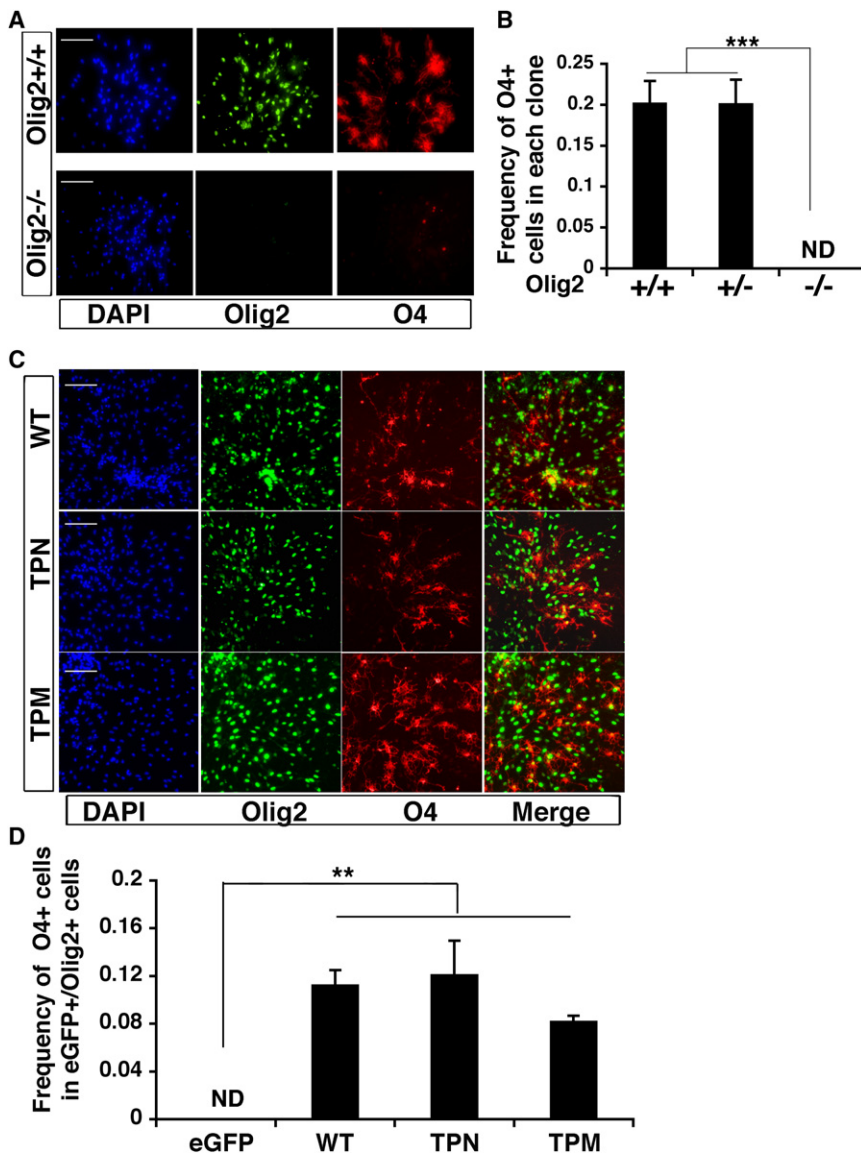 A
Olig2+/+
Olig2-/-
DAPI Olig2 O4
B
Frequency of O4+
cells in each clone
0.25
0.2
0.15
0.1
0.05
0
***
ND
Olig2 +/+ +/- -/-
C
WT
TPN
TPM
DAPI Olig2 O4 Merge
D
Frequency of O4+ cells
in eGFP+/Olig2+ cells
0.2
0.16
0.12
0.08
0.04
0
**
ND
eGFP WT TPN TPM